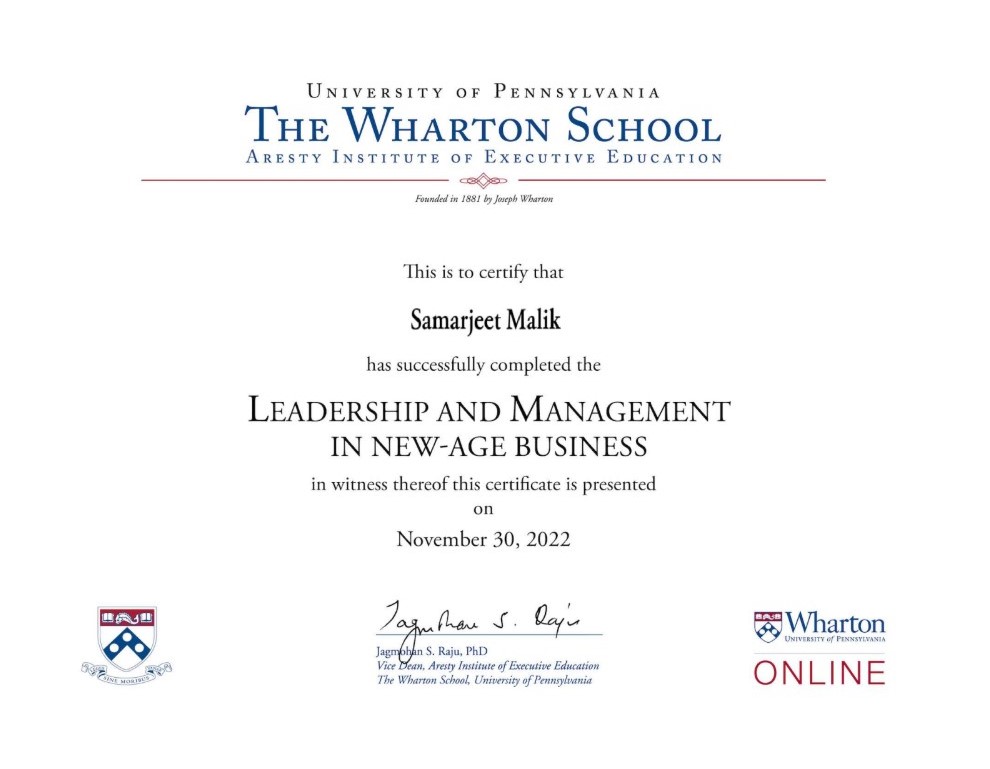 UNIVERSITY OF PENNSYLVANIA
THE WHARTON SCHOOL
ARESTY INSTITUTE OF EXECUTIVE EDUCATION
Founded in 1881 by Joseph Wharton
This is to certify that
Samarjeet Malik
has successfully completed the
LEADERSHIP AND MANAGEMENT
IN NEW-AGE BUSINESS
in witness thereof this certificate is presented
on
November 30, 2022
Jagmohan S. Raju
Jagmohan S. Raju, PhD
Vice Dean, Aresty Institute of Executive Education
The Wharton School, University of Pennsylvania
SINE MORIBUS
Wharton
UNIVERSITY of PENNSYLVANIA
ONLINE